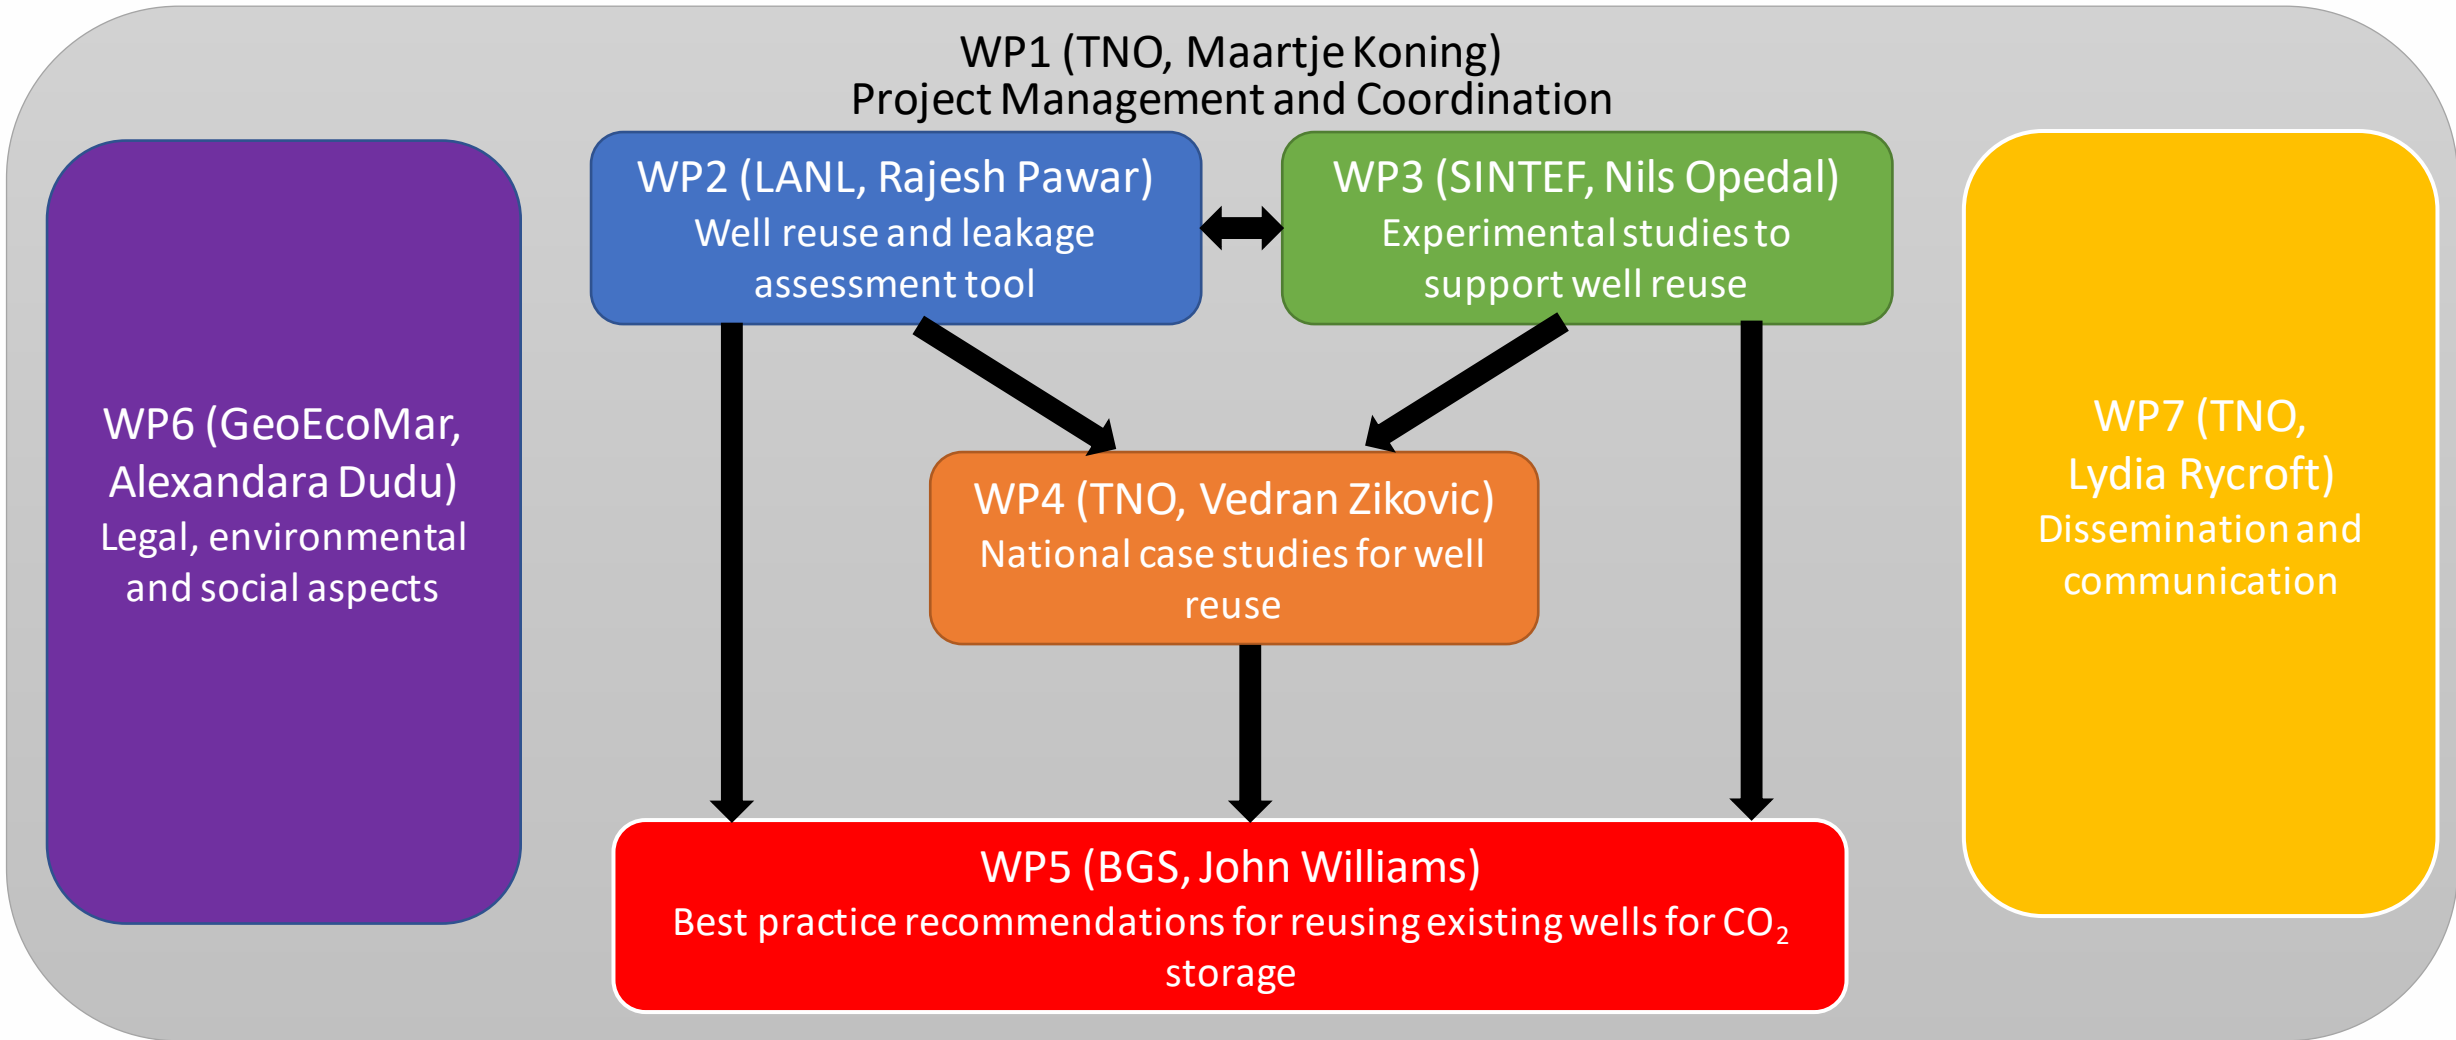 WP1 (TNO, Maartje Koning)
Project Management and Coordination
WP2 (LANL, Rajesh Pawar)
Well reuse and leakage
assessment tool
WP3 (SINTEF, Nils Opedal)
Experimental studies to
support well reuse
WP6 (GeoEcoMar,
Alexandara Dudu)
Legal, environmental
and social aspects
WP4 (TNO, Vedran Zikovic)
National case studies for well
reuse
WP7 (TNO,
Lydia Rycroft)
Dissemination and
communication
WP5 (BGS, John Williams)
Best practice recommendations for reusing existing wells for CO₂
storage